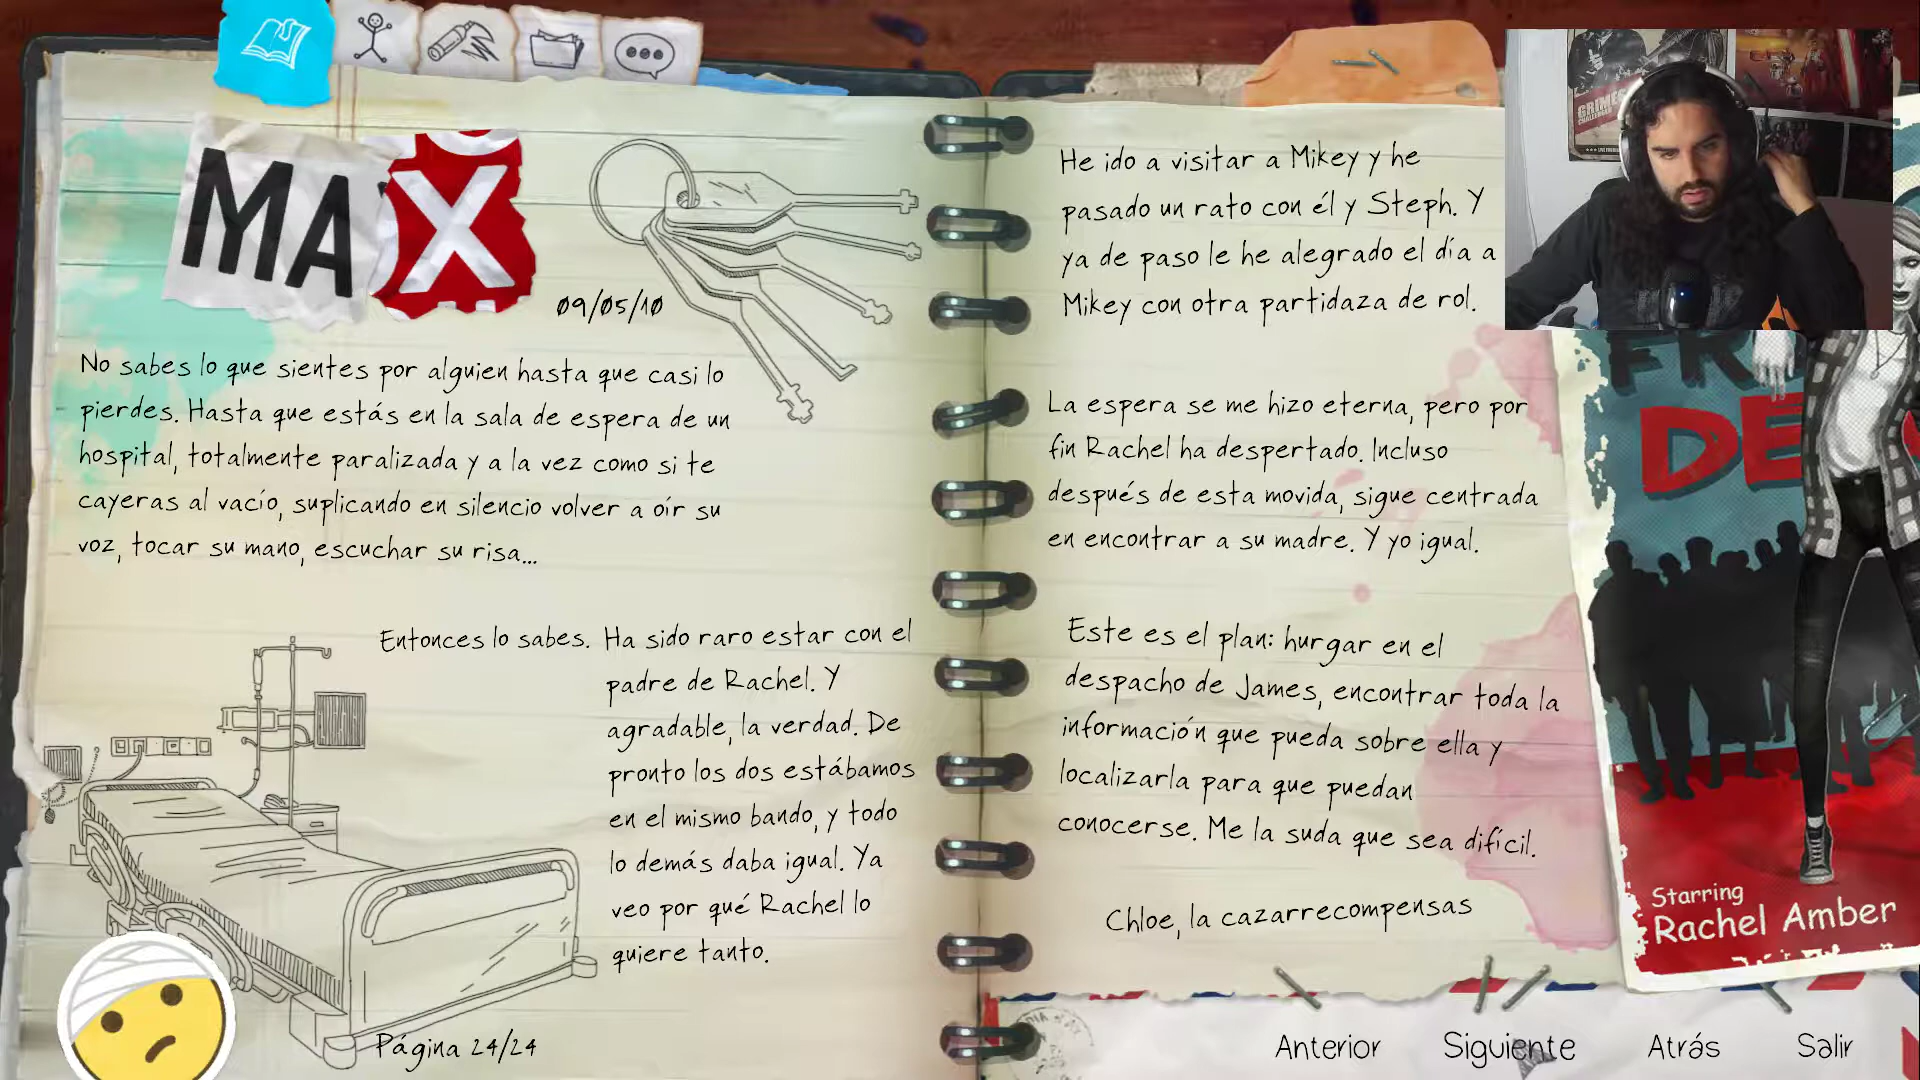 MAX
09/05/10
No sabes lo que sientes por alguien hasta que casi lo
pierdes. Hasta que estás en la sala de espera de un
hospital, totalmente paralizada y a la vez como si te
cayeras al vacío, suplicando en silencio volver a oír su
voz, tocar su mano, escuchar su risa...
Entonces lo sabes. Ha sido raro estar con el
padre de Rachel. Y
agradable, la verdad. De
pronto los dos estábamos
en el mismo bando, y todo
lo demás daba igual. Ya
veo por qué Rachel lo
quiere tanto.
Página 24/24
He ido a visitar a Mikey y he
pasado un rato con él y Steph. Y
ya de paso le he alegrado el día a
Mikey con otra partidaza de rol.
La espera se me hizo eterna, pero por
fin Rachel ha despertado. Incluso
después de esta movida, sigue centrada
en encontrar a su madre. Y yo igual.
Este es el plan: hurgar en el
despacho de James, encontrar toda la
información que pueda sobre ella y
localizarla para que puedan
conocerse. Me la suda que sea difícil.
Chloe, la cazarrecompensas
Starring
Rachel Amber
Anterior
Siguiente
Atrás
Salir